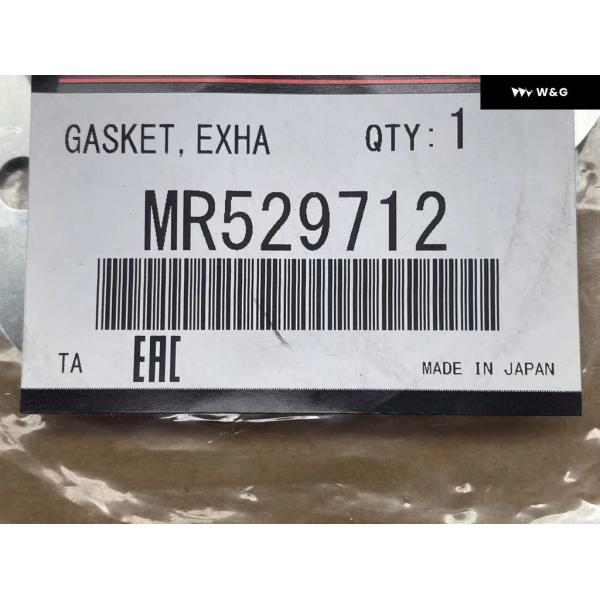 W&G
GASKET, EXHA QTY: 1
MR529712
TA EAC MADE IN JAPAN